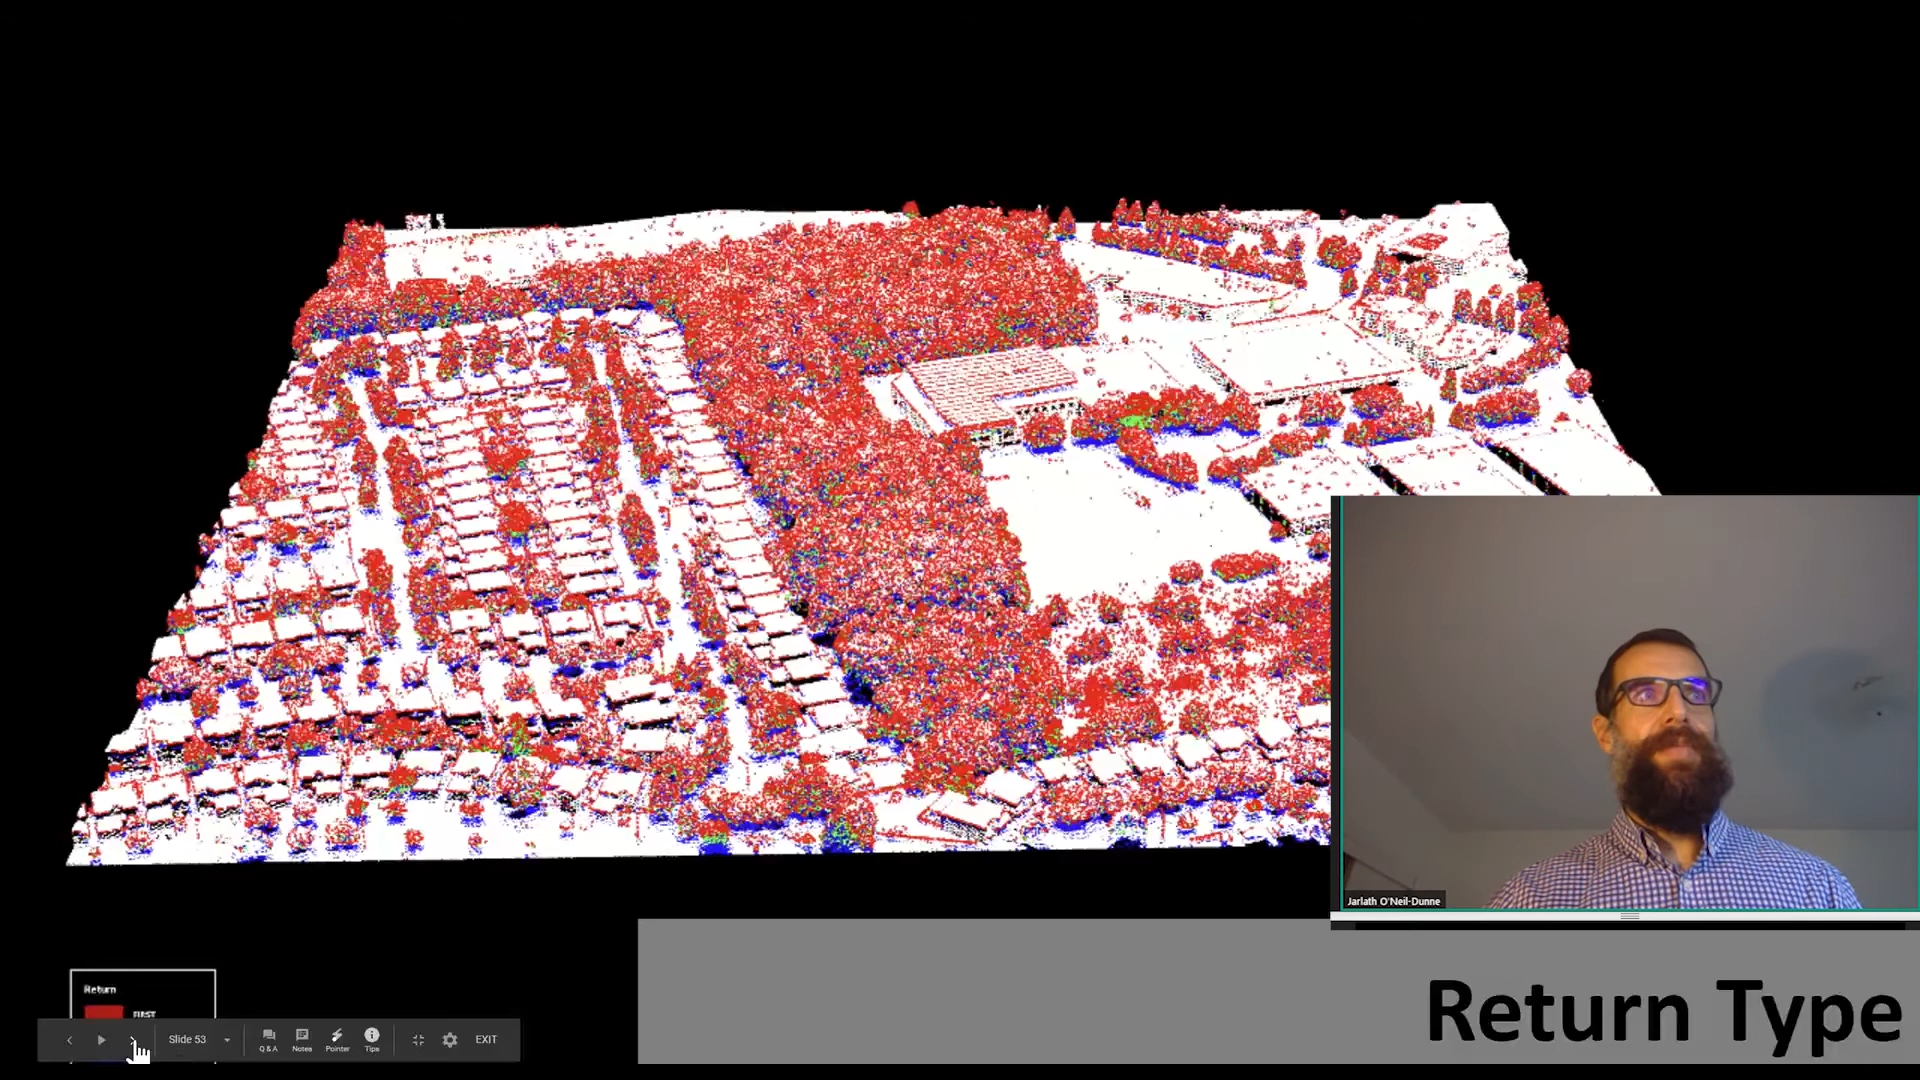 Jarlath O'Neil-Dunne
Return Type
Return
FIRST
Slide 53
Q & A
Notes
Pointer
Tips
EXIT